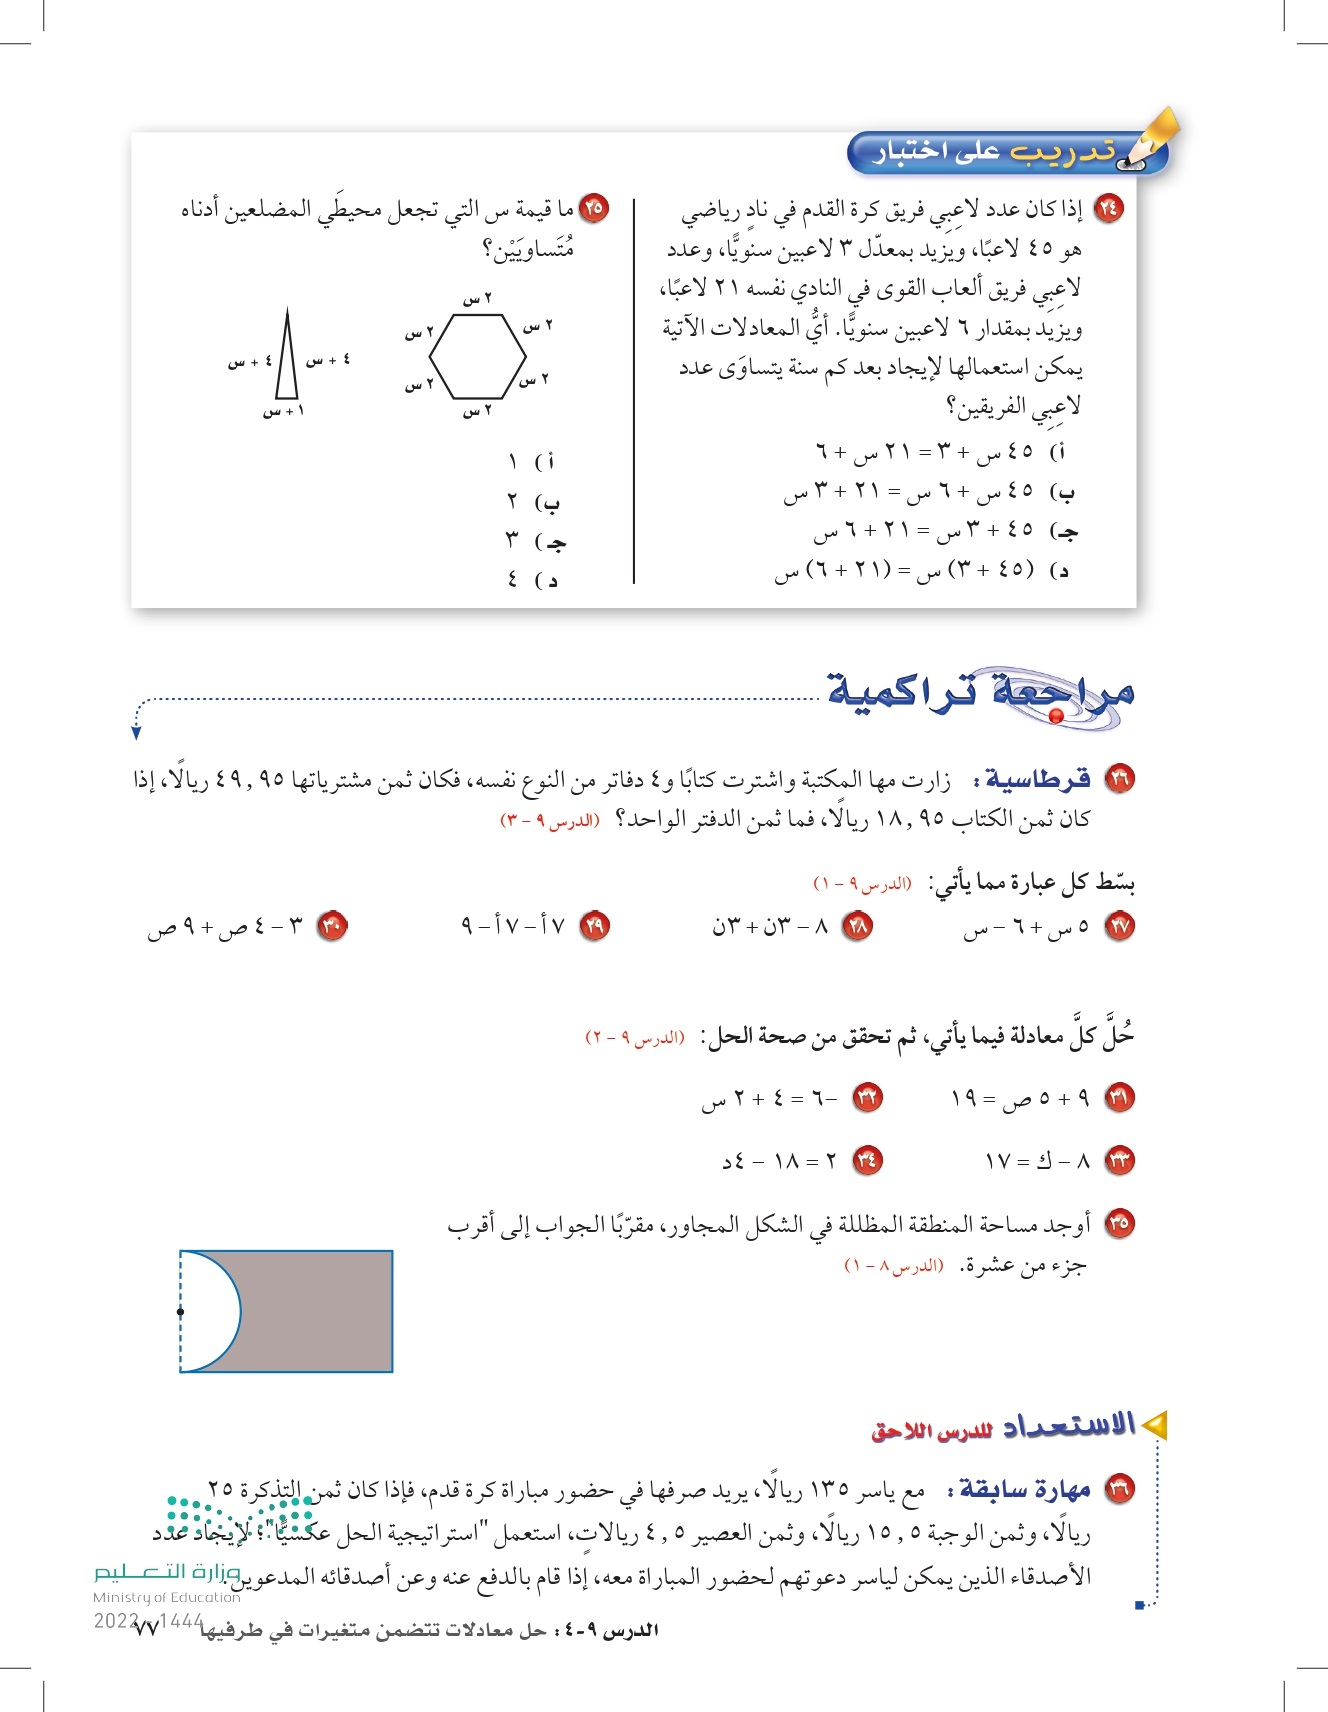 تدريب على اختبار
٢٤ إذا كان عدد لاعِبِي فريق كرة القدم في نادٍ رياضي
هو ٤٥ لاعبًا، ويزيد بمعدّل ٣ لاعبين سنويًّا، وعدد
لاعِبِي فريق ألعاب القوى في النادي نفسه ٢١ لاعبًا،
ويزيد بمقدار ٦ لاعبين سنويًّا. أيُّ المعادلات الآتية
يمكن استعمالها لإيجاد بعد كم سنة يتساوَى عدد
لاعِبِي الفريقين؟
أ) ٤٥ س + ٣ = ٢١ س + ٦
ب) ٤٥ س + ٦ س = ٢١ + ٣ س
جـ) ٤٥ + ٣ س = ٢١ + ٦ س
د) (٤٥ + ٣) س = (٢١ + ٦) س
٢٥ ما قيمة س التي تجعل محيطَي المضلعين أدناه
مُتَساويَيْن؟
٢ س
٢ س
٢ س
٢ س
٢ س
٢ س
س + ٤
س + ٤
س + ١
أ) ١
ب) ٢
جـ) ٣
د) ٤
مراجعة تراكمية
٢٦ قرطاسية : زارت مها المكتبة واشترت كتابًا و٤ دفاتر من النوع نفسه، فكان ثمن مشترياتها ٤٩,٩٥ ريالًا، إذا
كان ثمن الكتاب ١٨,٩٥ ريالًا، فما ثمن الدفتر الواحد؟ (الدرس ٩ - ٣)
بسّط كل عبارة مما يأتي: (الدرس ٩ - ١)
٢٧ ٥ س + ٦ - س ٢٨ ٨ - ٣ن + ٣ن ٢٩ ٧أ - ٧أ - ٩ ٣٠ ٣ - ٤ ص + ٩ ص
حُلَّ كلَّ معادلة فيما يأتي، ثم تحقق من صحة الحل: (الدرس ٩ - ٢)
٣١ ٩ + ٥ ص = ١٩ ٣٢ -٦ = ٤ + ٢ س
٣٣ ٨ - ك = ١٧ ٣٤ ٢ = ١٨ - ٤د
٣٥ أوجد مساحة المنطقة المظللة في الشكل المجاور، مقرّبًا الجواب إلى أقرب
جزء من عشرة. (الدرس ٨ - ١)
الاستعداد للدرس اللاحق
٣٦ مهارة سابقة : مع ياسر ١٣٥ ريالًا، يريد صرفها في حضور مباراة كرة قدم، فإذا كان ثمن التذكرة ٢٥
ريالًا، وثمن الوجبة ١٥,٥ ريالًا، وثمن العصير ٤,٥ ريالاتٍ، استعمل "استراتيجية الحل عكسيًّا"؛ لإيجاد عدد
الأصدقاء الذين يمكن لياسر دعوتهم لحضور المباراة معه، إذا قام بالدفع عنه وعن أصدقائه المدعوين.
وزارة التعليم
Ministry of Education
2022 - 1444
الدرس ٩-٤ : حل معادلات تتضمن متغيرات في طرفيها ٧٧